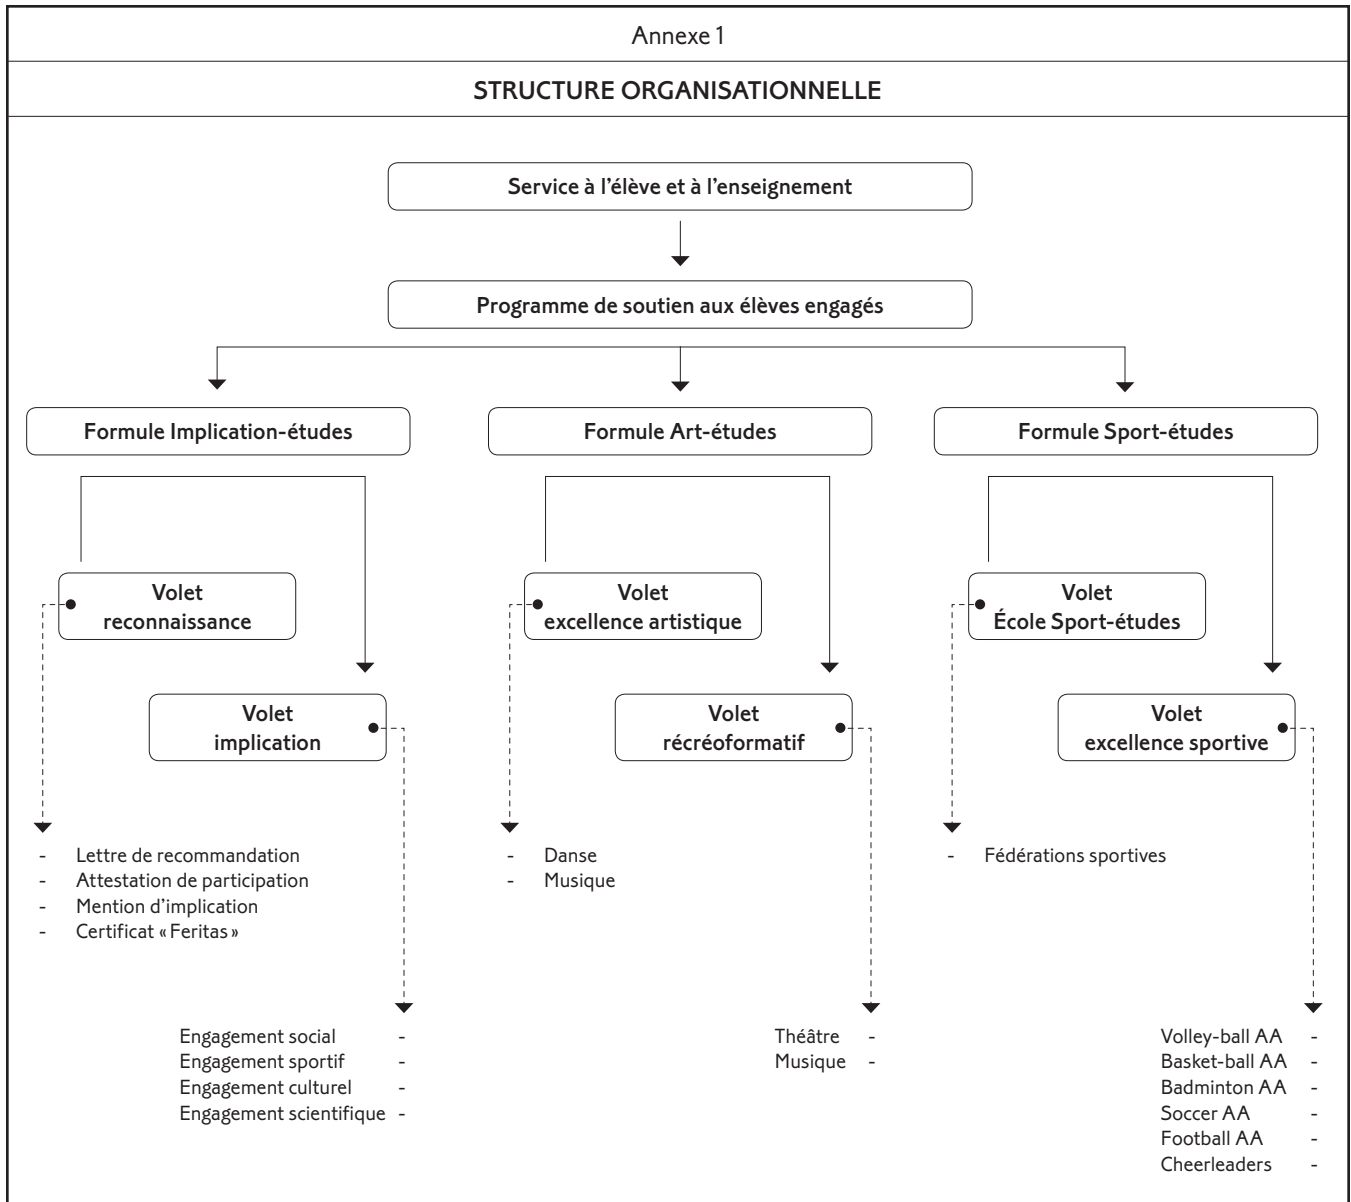 Annexe 1
STRUCTURE ORGANISATIONNELLE
Service à l'élève et à l'enseignement
Programme de soutien aux élèves engagés
Formule Implication-études
Formule Art-études
Formule Sport-études
Volet
reconnaissance
Volet
excellence artistique
Volet
École Sport-études
Volet
implication
Volet
récréoformatif
Volet
excellence sportive
- Lettre de recommandation
- Attestation de participation
- Mention d'implication
- Certificat « Feritas »
- Danse
- Musique
- Fédérations sportives
Engagement social -
Engagement sportif -
Engagement culturel -
Engagement scientifique -
Théâtre -
Musique -
Volley-ball AA -
Basket-ball AA -
Badminton AA -
Soccer AA -
Football AA -
Cheerleaders -